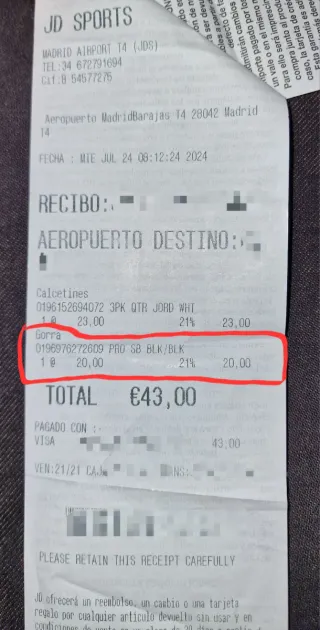 JD SPORTS
MADRID AIRPORT T4 (JDS)
TEL:34 672791694
Cif:B 54577275
Aeropuerto MadridBarajas T4 28042 Madrid
T4
FECHA : MIE JUL 24 08:12:24 2024
RECIBO:
AEROPUERTO DESTINO:
Calcetines
0196152694072 3PK QTR JORD WHT
1 @ 23,00 21% 23,00
Gorra
0196976272609 PRO SB BLK/BLK
1 @ 20,00 21% 20,00
TOTAL €43,00
PAGADO CON :-
VISA 43,00
VEN:21/21 CAJ
PLEASE RETAIN THIS RECEIPT CAREFULLY
JD ofrecerá un reembolso, un cambio o una tarjeta
regalo por cualquier artículo devuelto sin usar y en